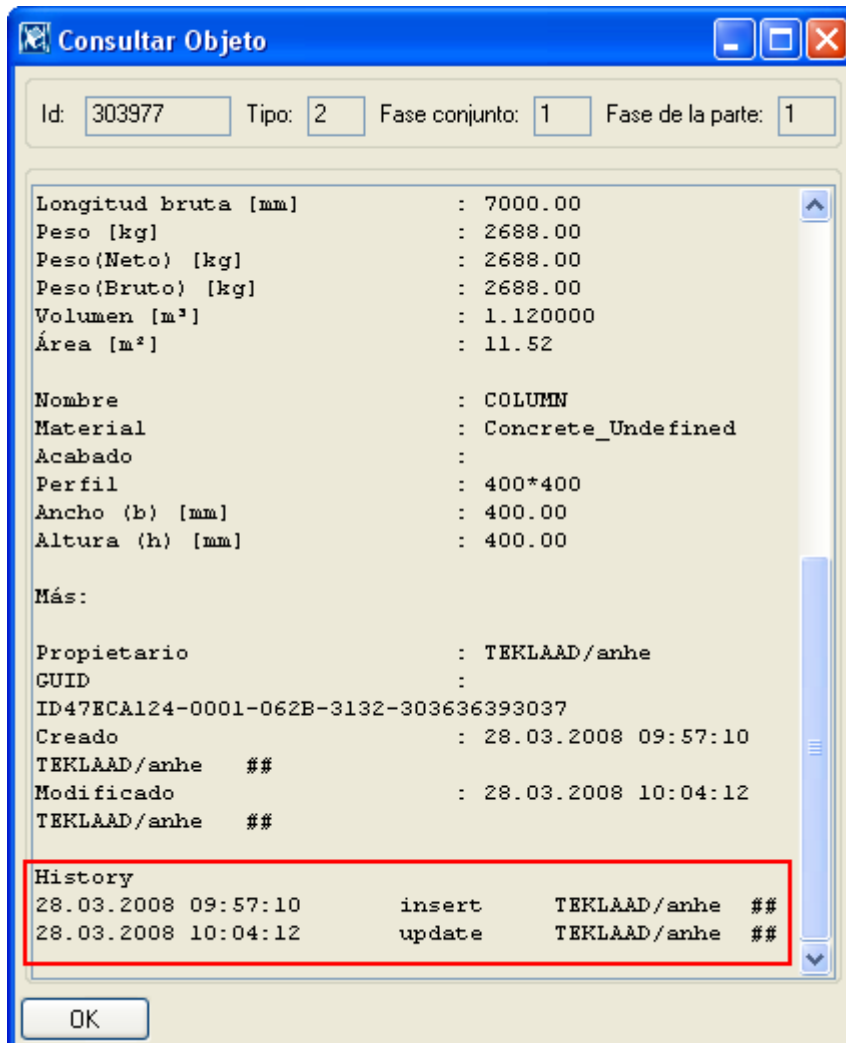 Consultar Objeto
Id: 303977 Tipo: 2 Fase conjunto: 1 Fase de la parte: 1
Longitud bruta [mm] : 7000.00
Peso [kg] : 2688.00
Peso(Neto) [kg] : 2688.00
Peso(Bruto) [kg] : 2688.00
Volumen [m³] : 1.120000
Área [m²] : 11.52
Nombre : COLUMN
Material : Concrete_Undefined
Acabado :
Perfil : 400*400
Ancho (b) [mm] : 400.00
Altura (h) [mm] : 400.00
Más:
Propietario : TEKLAAD/anhe
GUID :
ID47ECA124-0001-062B-3132-303636393037
Creado : 28.03.2008 09:57:10
TEKLAAD/anhe ##
Modificado : 28.03.2008 10:04:12
TEKLAAD/anhe ##
History
28.03.2008 09:57:10 insert TEKLAAD/anhe ##
28.03.2008 10:04:12 update TEKLAAD/anhe ##
OK